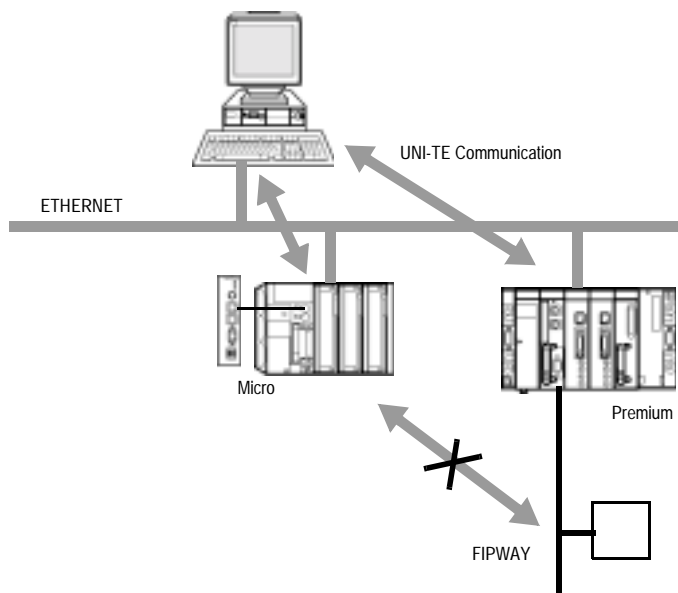 UNI-TE Communication
ETHERNET
Micro
Premium
FIPWAY